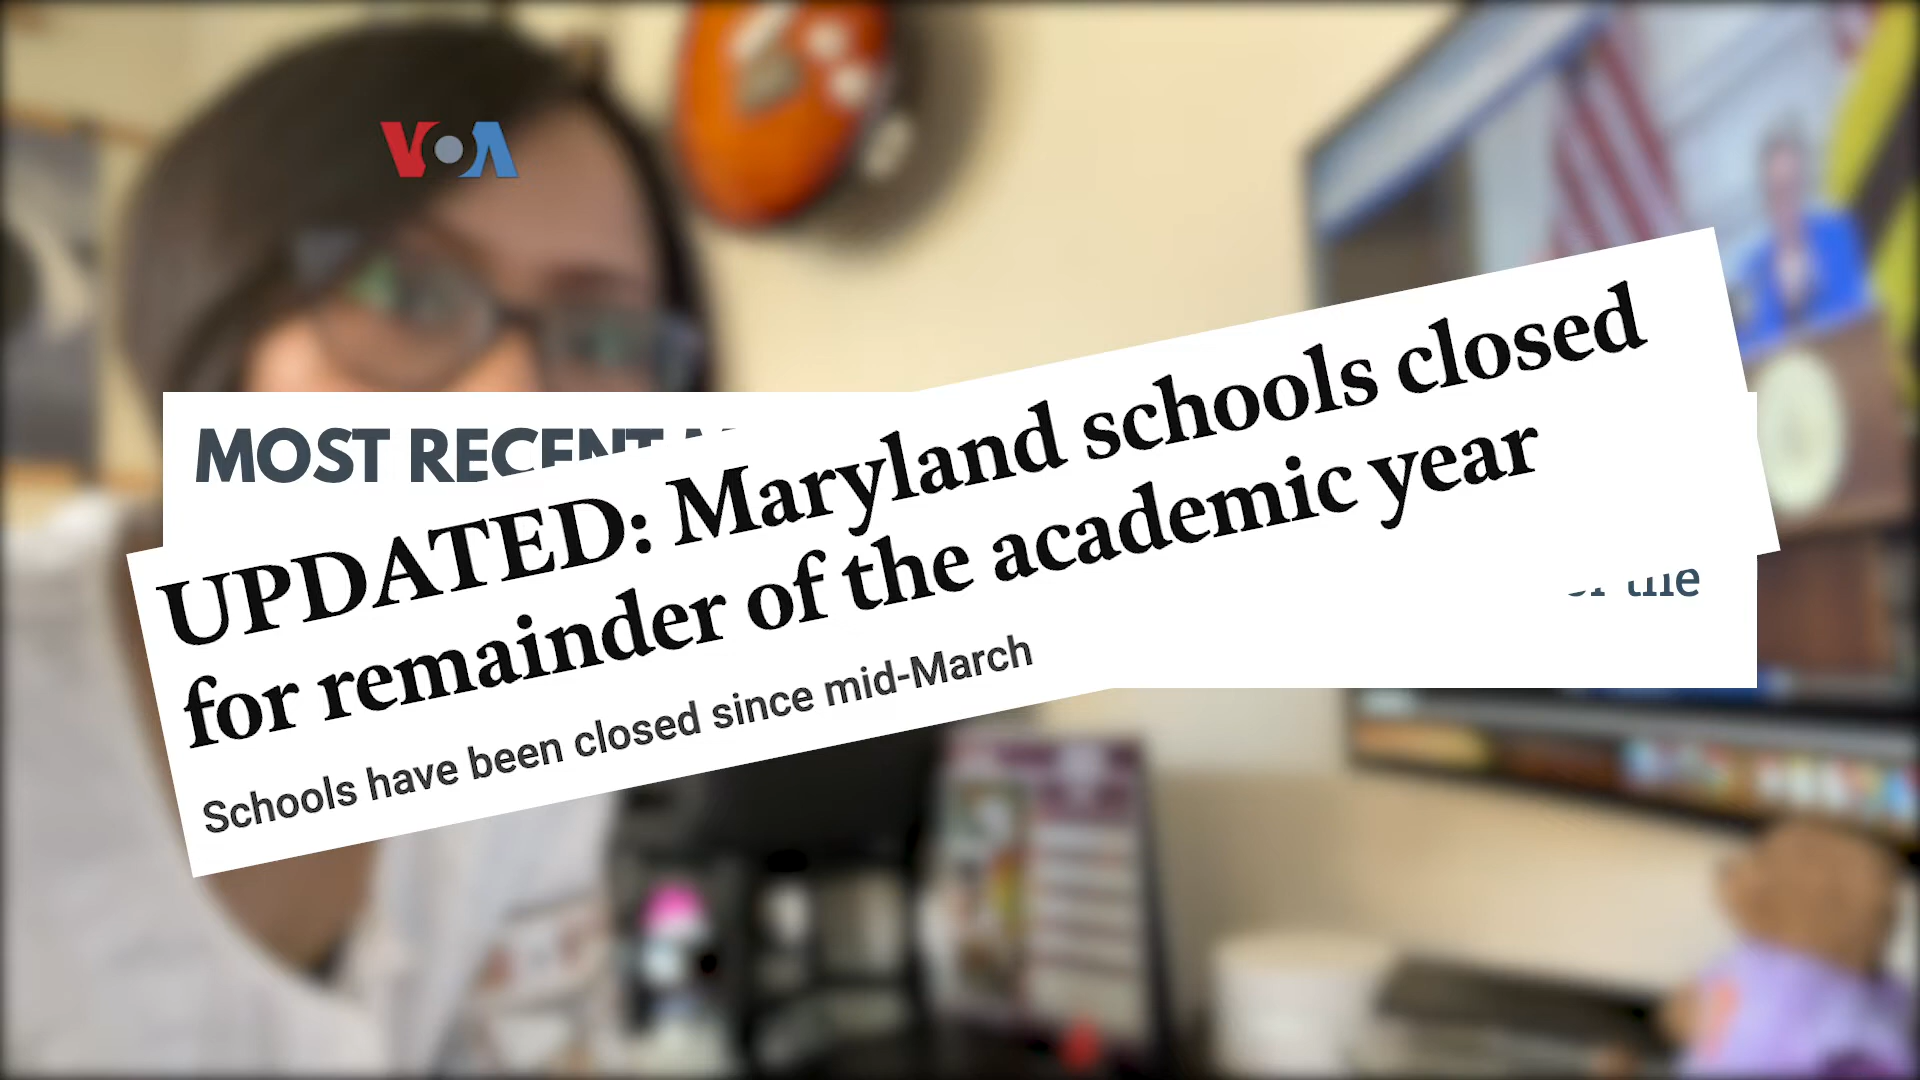 VOA
MOST RECENT
UPDATED: Maryland schools closed
for remainder of the academic year
Schools have been closed since mid-March
the